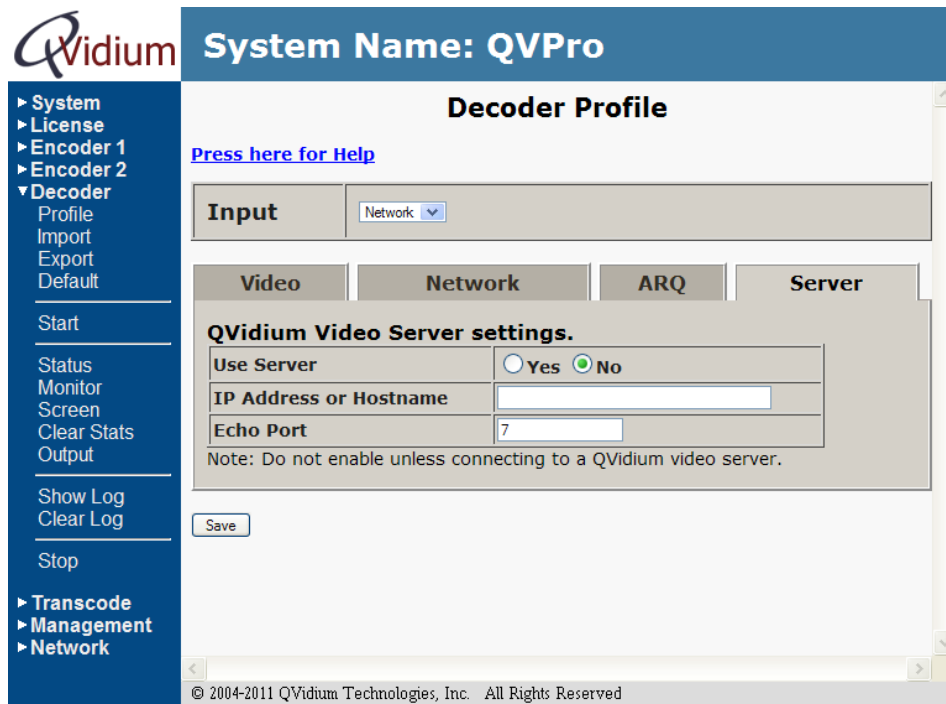 QVidium
System Name: QVPro
System
License
Encoder 1
Encoder 2
Decoder
Profile
Import
Export
Default
Start
Status
Monitor
Screen
Clear Stats
Output
Show Log
Clear Log
Stop
Transcode
Management
Network
Decoder Profile
Press here for Help
Input Network
Video Network ARQ Server
QVidium Video Server settings.
Use Server Yes No
IP Address or Hostname
Echo Port 7
Note: Do not enable unless connecting to a QVidium video server.
Save
© 2004-2011 QVidium Technologies, Inc. All Rights Reserved